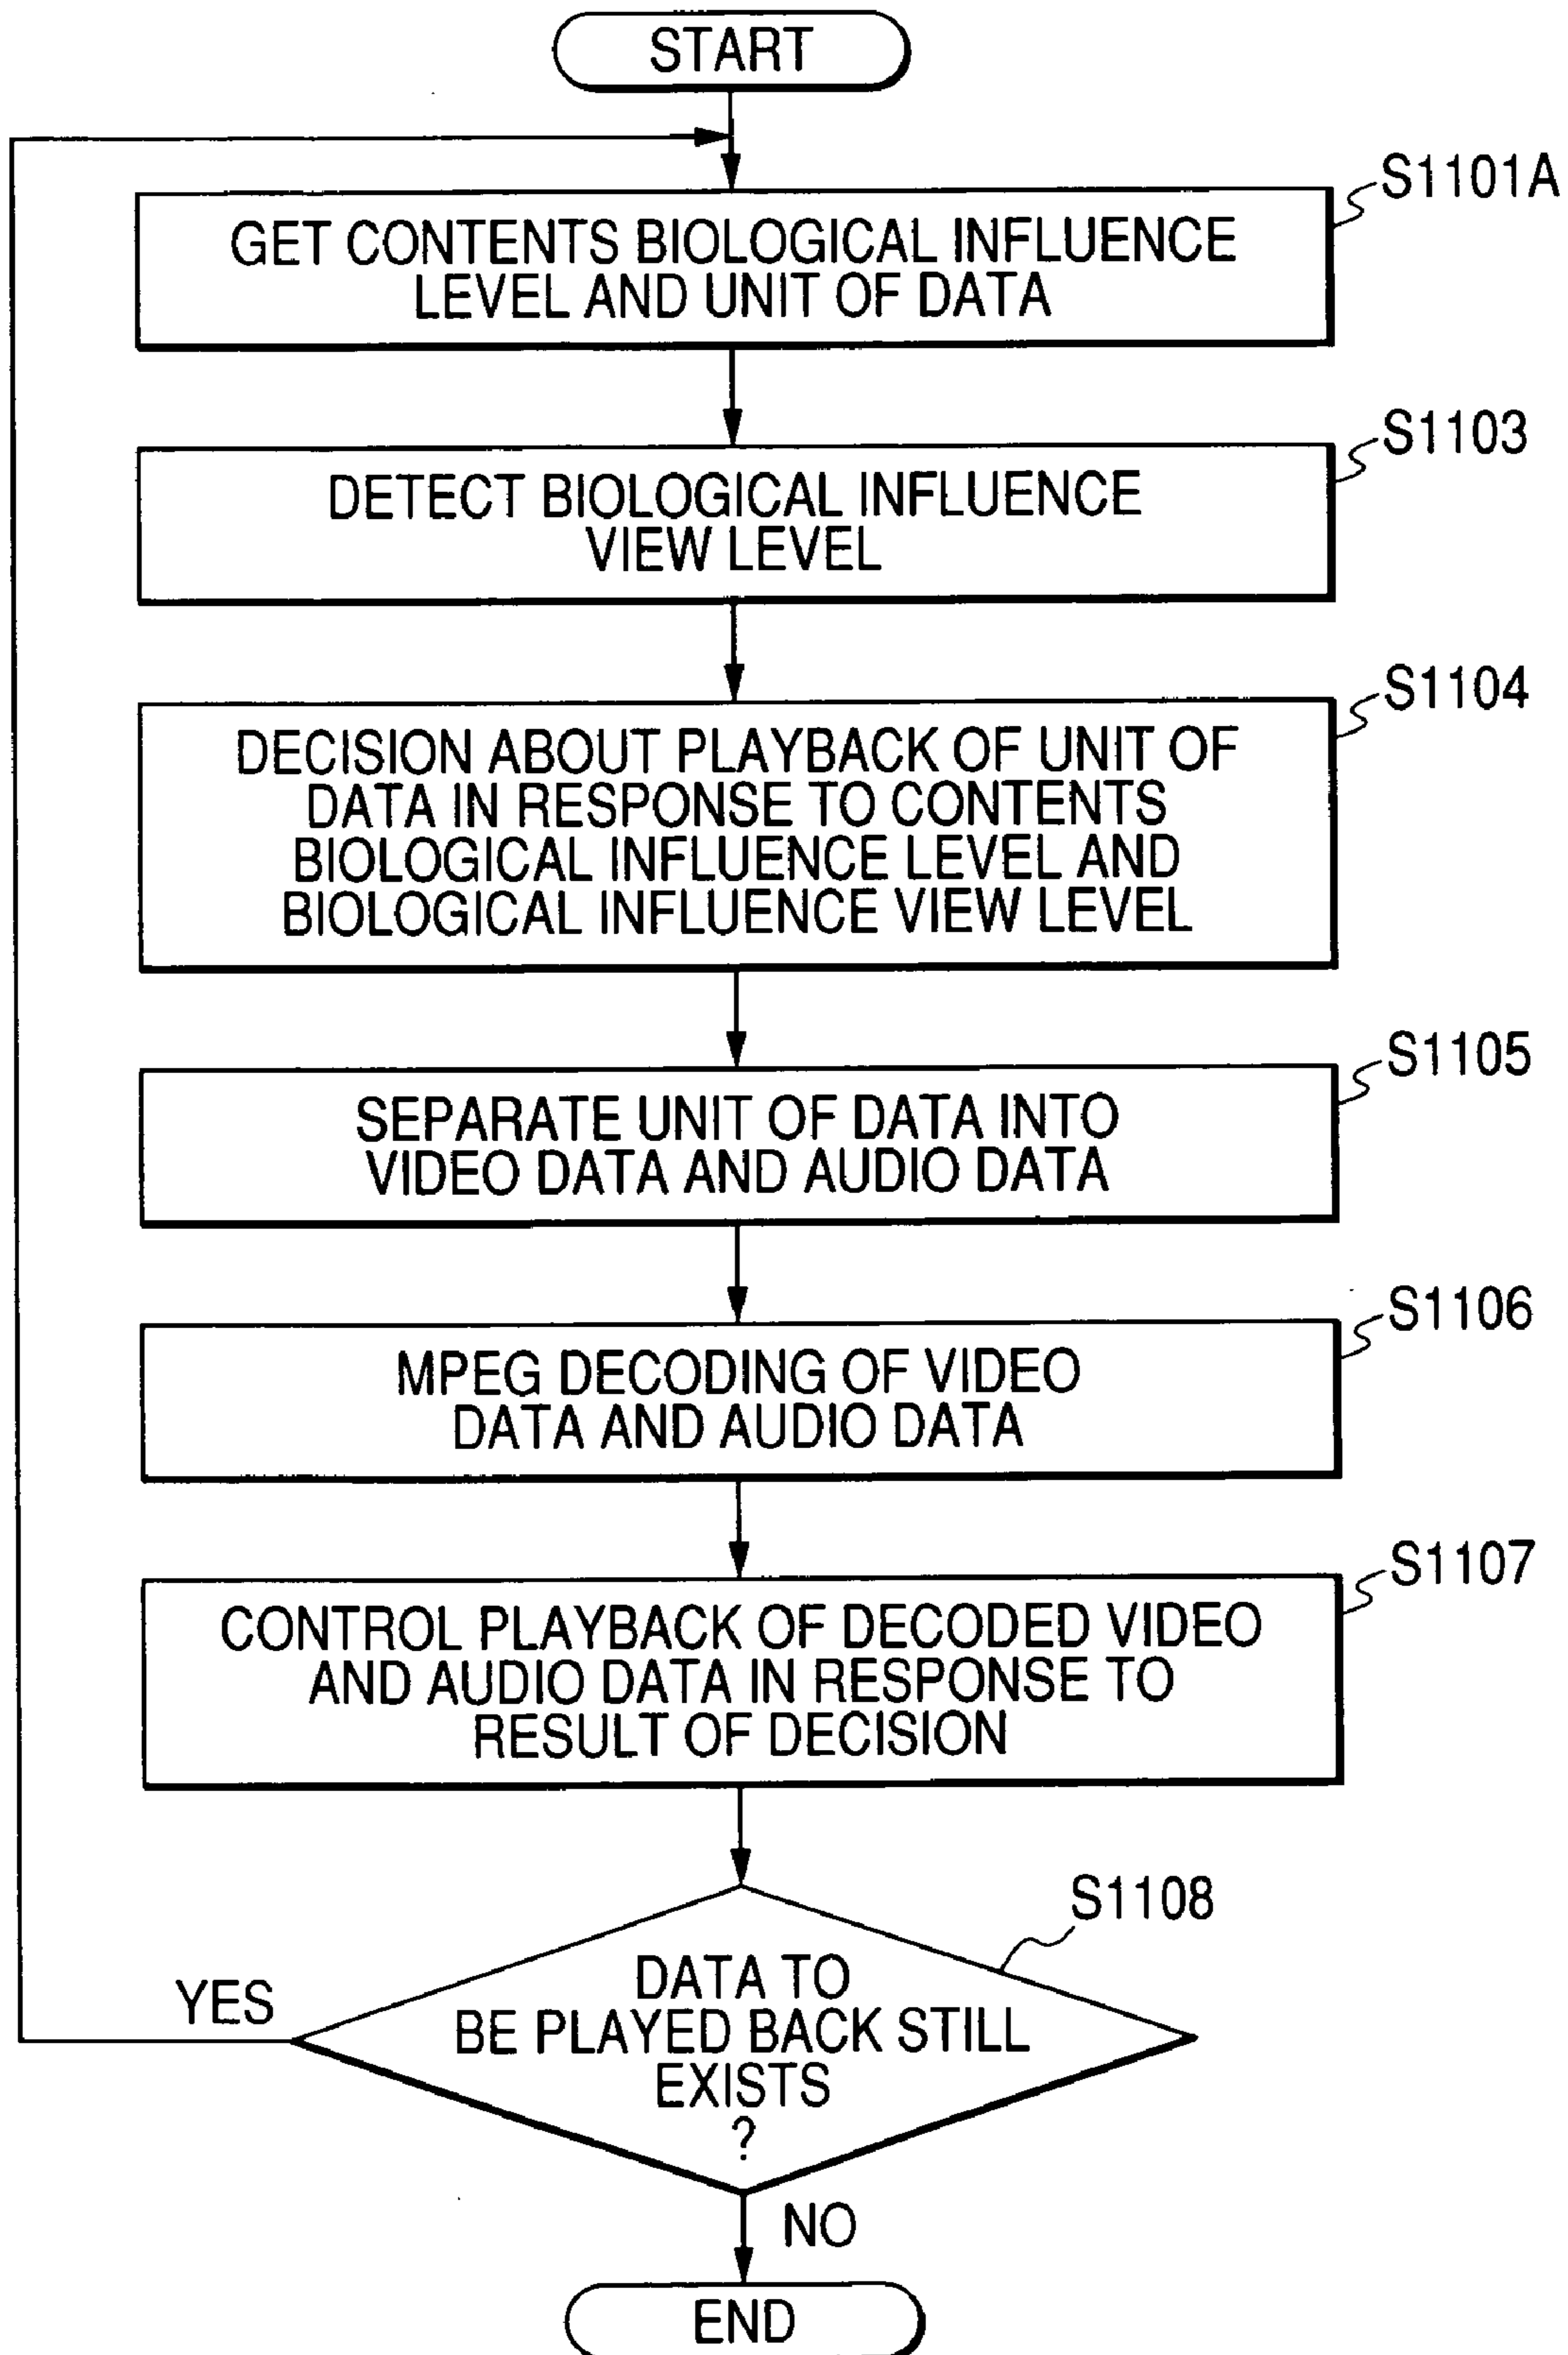 START
S1101A
GET CONTENTS BIOLOGICAL INFLUENCE
LEVEL AND UNIT OF DATA
S1103
DETECT BIOLOGICAL INFLUENCE
VIEW LEVEL
S1104
DECISION ABOUT PLAYBACK OF UNIT OF
DATA IN RESPONSE TO CONTENTS
BIOLOGICAL INFLUENCE LEVEL AND
BIOLOGICAL INFLUENCE VIEW LEVEL
S1105
SEPARATE UNIT OF DATA INTO
VIDEO DATA AND AUDIO DATA
S1106
MPEG DECODING OF VIDEO
DATA AND AUDIO DATA
S1107
CONTROL PLAYBACK OF DECODED VIDEO
AND AUDIO DATA IN RESPONSE TO
RESULT OF DECISION
S1108
DATA TO
BE PLAYED BACK STILL
EXISTS
?
YES
NO
END